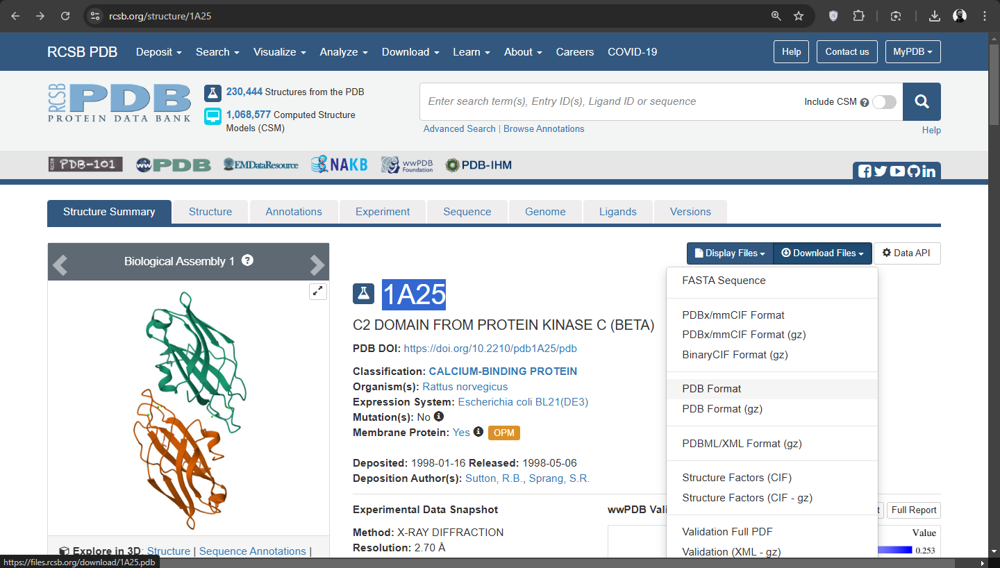 rcsb.org/structure/1A25
RCSB PDB Deposit Search Visualize Analyze Download Learn About Careers COVID-19 Help Contact us MyPDB
RCSB PDB
PROTEIN DATA BANK
230,444 Structures from the PDB
1,068,577 Computed Structure
Models (CSM)
Enter search term(s), Entry ID(s), Ligand ID or sequence
Include CSM
Advanced Search | Browse Annotations
Help
RCSB PDB-101 wwPDB EMDataResource NAKB wwPDB Foundation PDB-IHM
Structure Summary Structure Annotations Experiment Sequence Genome Ligands Versions
Biological Assembly 1
Display Files Download Files Data API
1A25
C2 DOMAIN FROM PROTEIN KINASE C (BETA)
PDB DOI: https://doi.org/10.2210/pdb1A25/pdb
Classification: CALCIUM-BINDING PROTEIN
Organism(s): Rattus norvegicus
Expression System: Escherichia coli BL21(DE3)
Mutation(s): No
Membrane Protein: Yes OPM
Deposited: 1998-01-16 Released: 1998-05-06
Deposition Author(s): Sutton, R.B., Sprang, S.R.
FASTA Sequence
PDBx/mmCIF Format
PDBx/mmCIF Format (gz)
BinaryCIF Format (gz)
PDB Format
PDB Format (gz)
PDBML/XML Format (gz)
Structure Factors (CIF)
Structure Factors (CIF - gz)
Validation Full PDF
Validation (XML - gz)
Experimental Data Snapshot
Method: X-RAY DIFFRACTION
Resolution: 2.70 Å
wwPDB Vali
Full Report
Value
0.253
Explore in 3D: Structure | Sequence Annotations |
https://files.rcsb.org/download/1A25.pdb